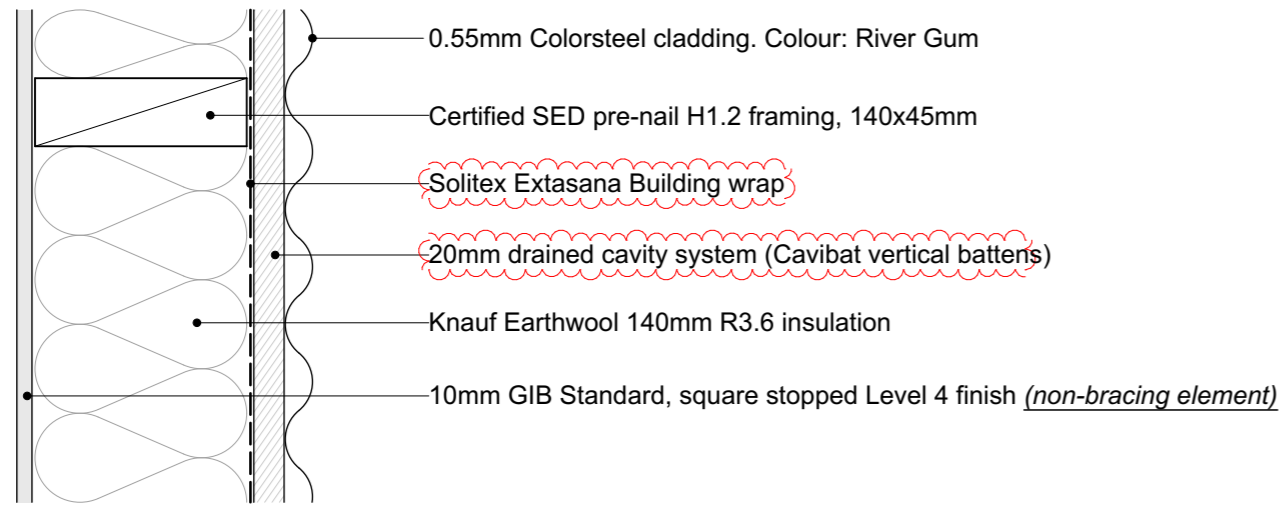 0.55mm Colorsteel cladding. Colour: River Gum
Certified SED pre-nail H1.2 framing, 140x45mm
Solitex Extasana Building wrap
20mm drained cavity system (Cavibat vertical battens)
Knauf Earthwool 140mm R3.6 insulation
10mm GIB Standard, square stopped Level 4 finish (non-bracing element)